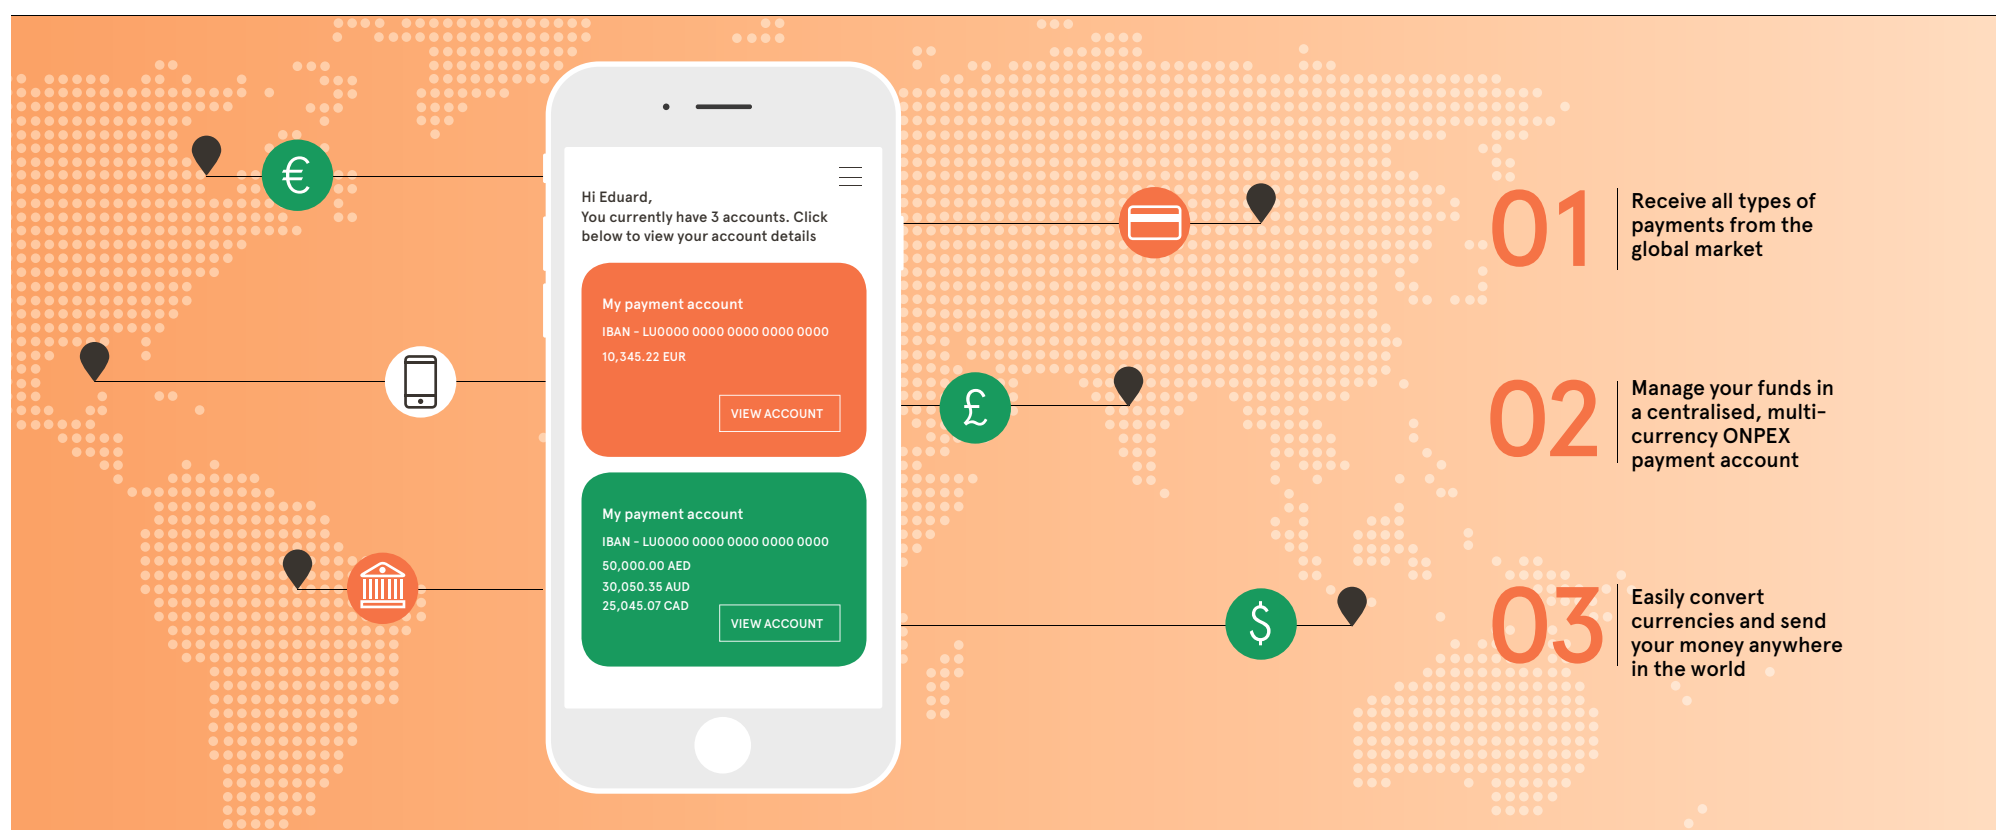 €
Hi Eduard,
You currently have 3 accounts. Click
below to view your account details
My payment account
IBAN - LU0000 0000 0000 0000 0000
10,345.22 EUR
VIEW ACCOUNT
My payment account
IBAN - LU0000 0000 0000 0000 0000
50,000.00 AED
30,050.35 AUD
25,045.07 CAD
VIEW ACCOUNT
£
$
01
Receive all types of
payments from the
global market
02
Manage your funds in
a centralised, multi-
currency ONPEX
payment account
03
Easily convert
currencies and send
your money anywhere
in the world